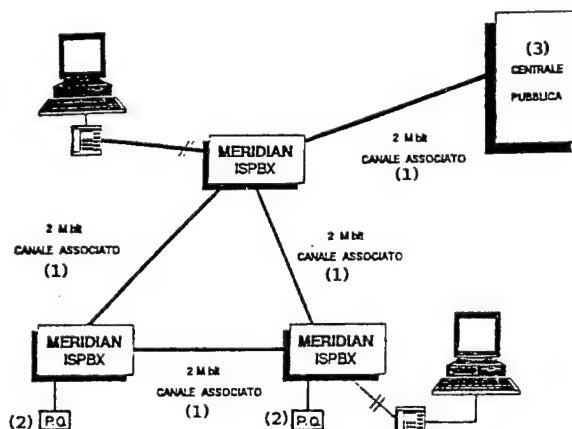 (3)
CENTRALE
PUBBLICA
MERIDIAN
ISPBX
2 Mbit
CANALE ASSOCIATO
(1)
2 Mbit
CANALE ASSOCIATO
(1)
2 Mbit
CANALE ASSOCIATO
(1)
MERIDIAN
ISPBX
MERIDIAN
ISPBX
2 Mbit
CANALE ASSOCIATO
(1)
(2) P.O
(2) P.O